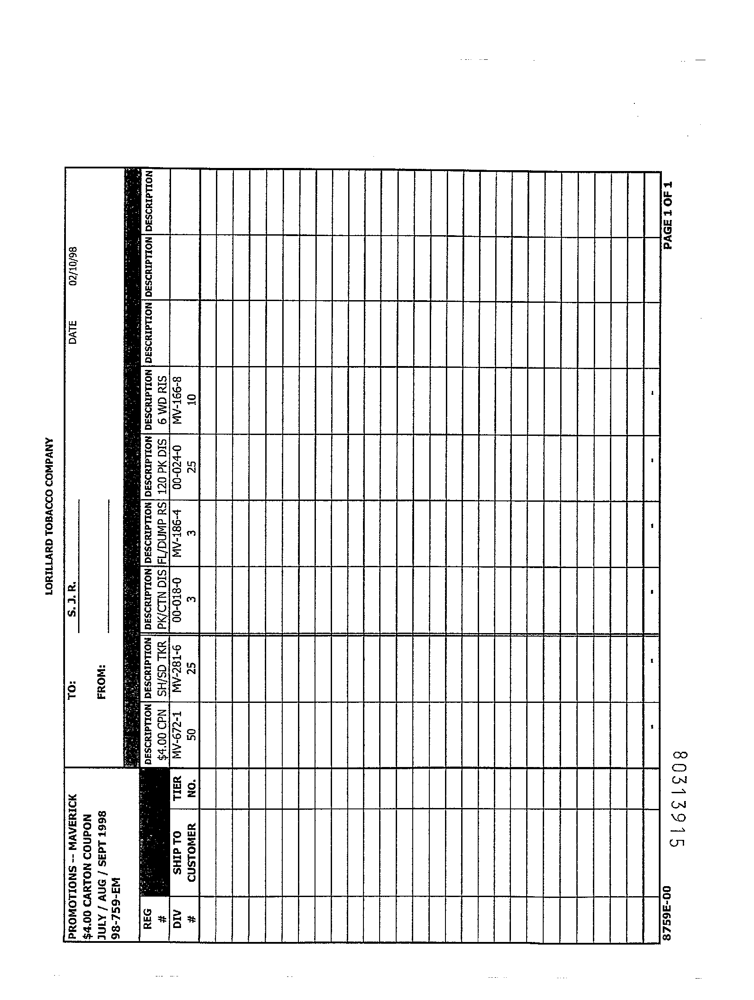 LORILLARD TOBACCO COMPANY
PROMOTIONS -- MAVERICK TO: S. J. R. DATE 02/10/98
$4.00 CARTON COUPON
JULY / AUG / SEPT 1998 FROM:
98-759-EM
REG DESCRIPTION DESCRIPTION DESCRIPTION DESCRIPTION DESCRIPTION DESCRIPTION DESCRIPTION DESCRIPTION DESCRIPTION
# $4.00 CPN SH/SD TKR PK/CTN DIS FL/DUMP RS 120 PK DIS 6 WD RIS
DIV SHIP TO TIER MV-672-1 MV-281-6 00-018-0 MV-186-4 00-024-0 MV-166-8
# CUSTOMER NO. 50 25 3 3 25 10
- - - - - -
8759E-00 PAGE 1 OF 1
80313915